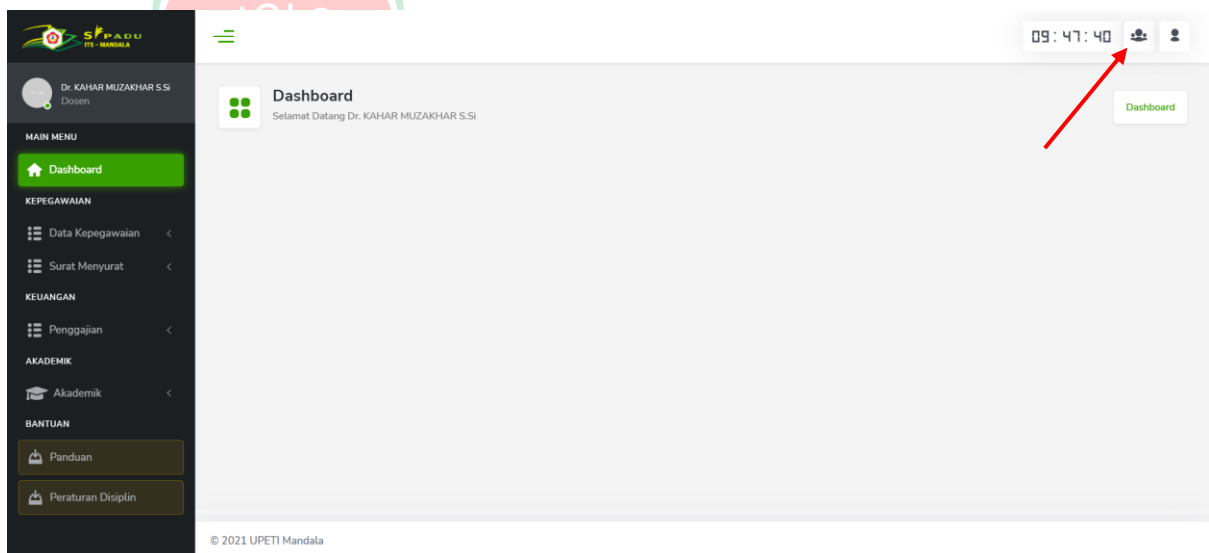 SIPADU
ITS - MANDALA
09:47:40
Dr. KAHAR MUZAKHAR S.Si
Dosen
Dashboard
Selamat Datang Dr. KAHAR MUZAKHAR S.Si
Dashboard
MAIN MENU
Dashboard
KEPEGAWAIAN
Data Kepegawaian
Surat Menyurat
KEUANGAN
Penggajian
AKADEMIK
Akademik
BANTUAN
Panduan
Peraturan Disiplin
© 2021 UPETI Mandala